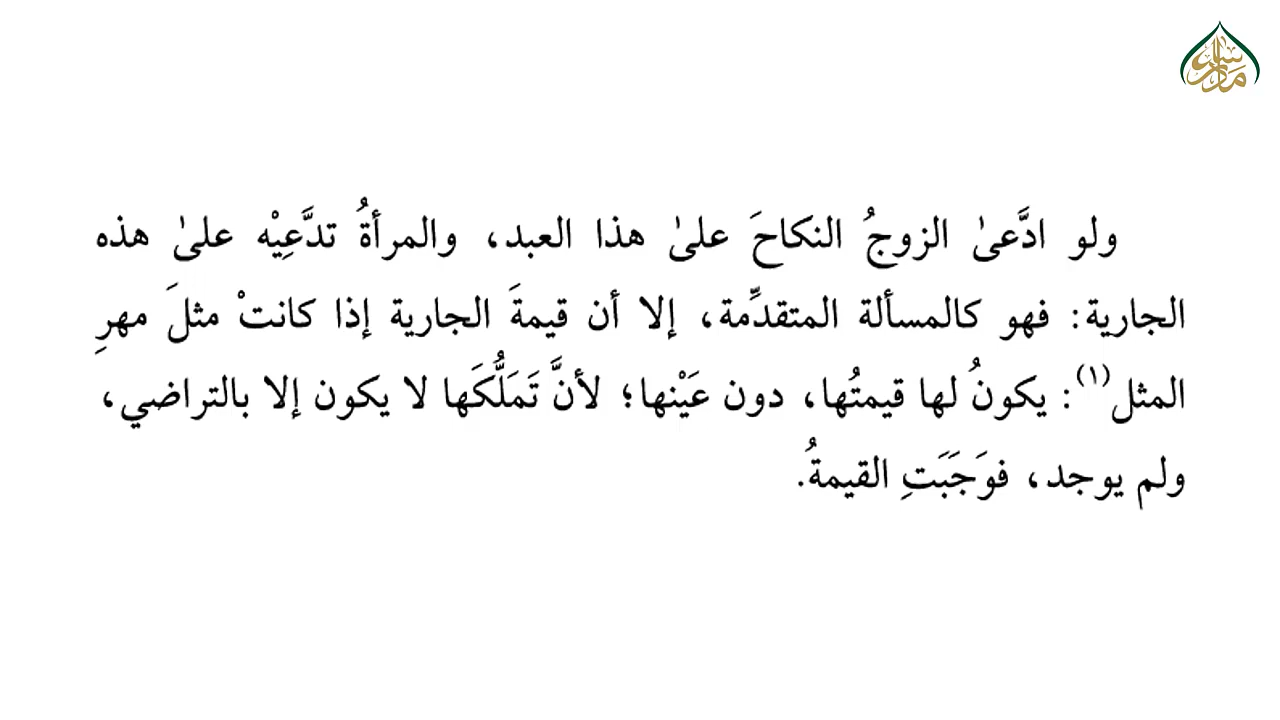 ولو ادَّعىٰ الزوجُ النكاحَ علىٰ هذا العبد، والمرأةُ تدَّعِيْه علىٰ هذه
الجارية: فهو كالمسألة المتقدِّمة، إلا أن قيمةَ الجارية إذا كانتْ مثلَ مهرِ
المثل(١): يكونُ لها قيمتُها، دون عَيْنها؛ لأنَّ تَمَلُّكَها لا يكون إلا بالتراضي،
ولم يوجد، فوَجَبَتِ القيمةُ.